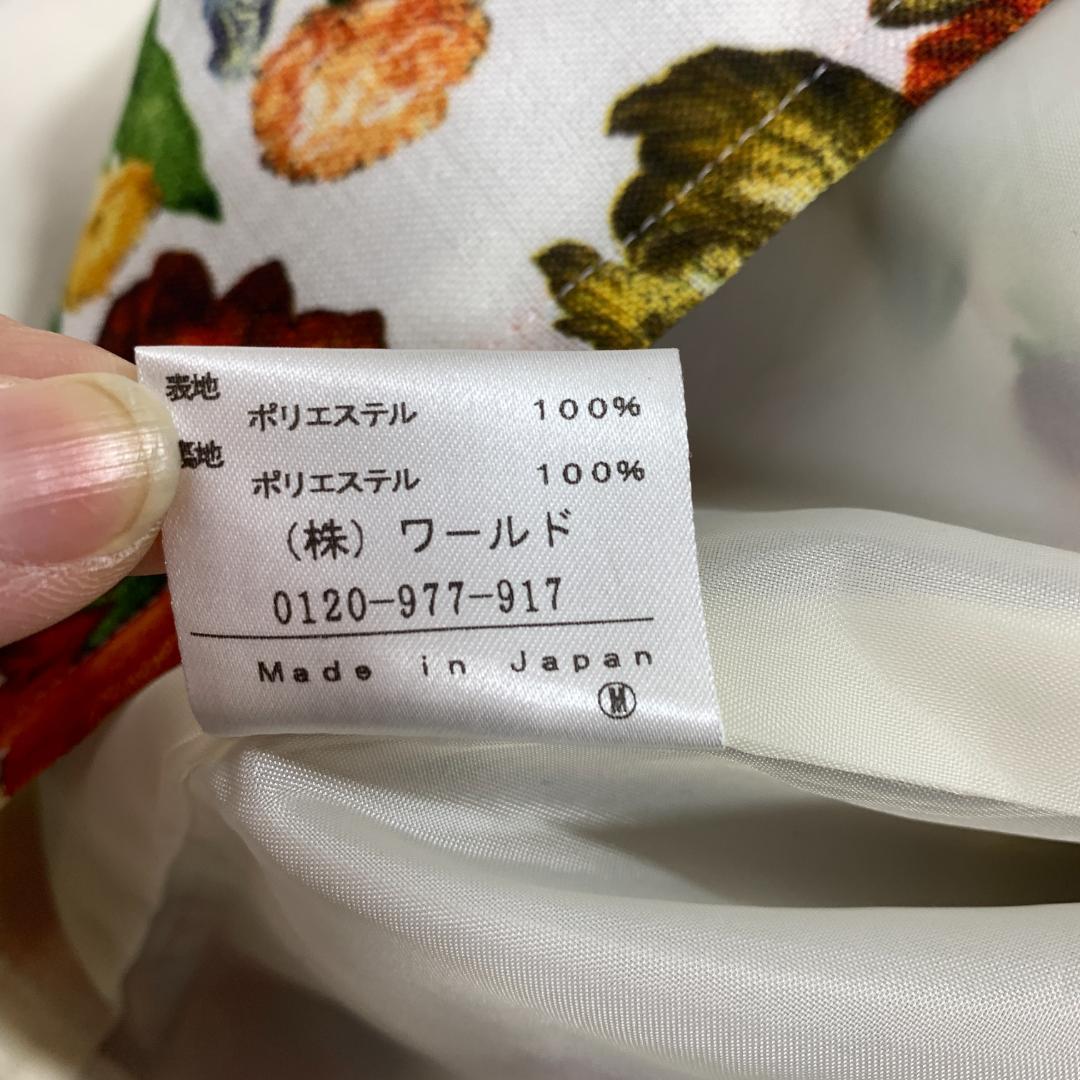 表地
ポリエステル 100%
裏地
ポリエステル 100%
(株) ワールド
0120-977-917
Made in Japan
Ⓜ